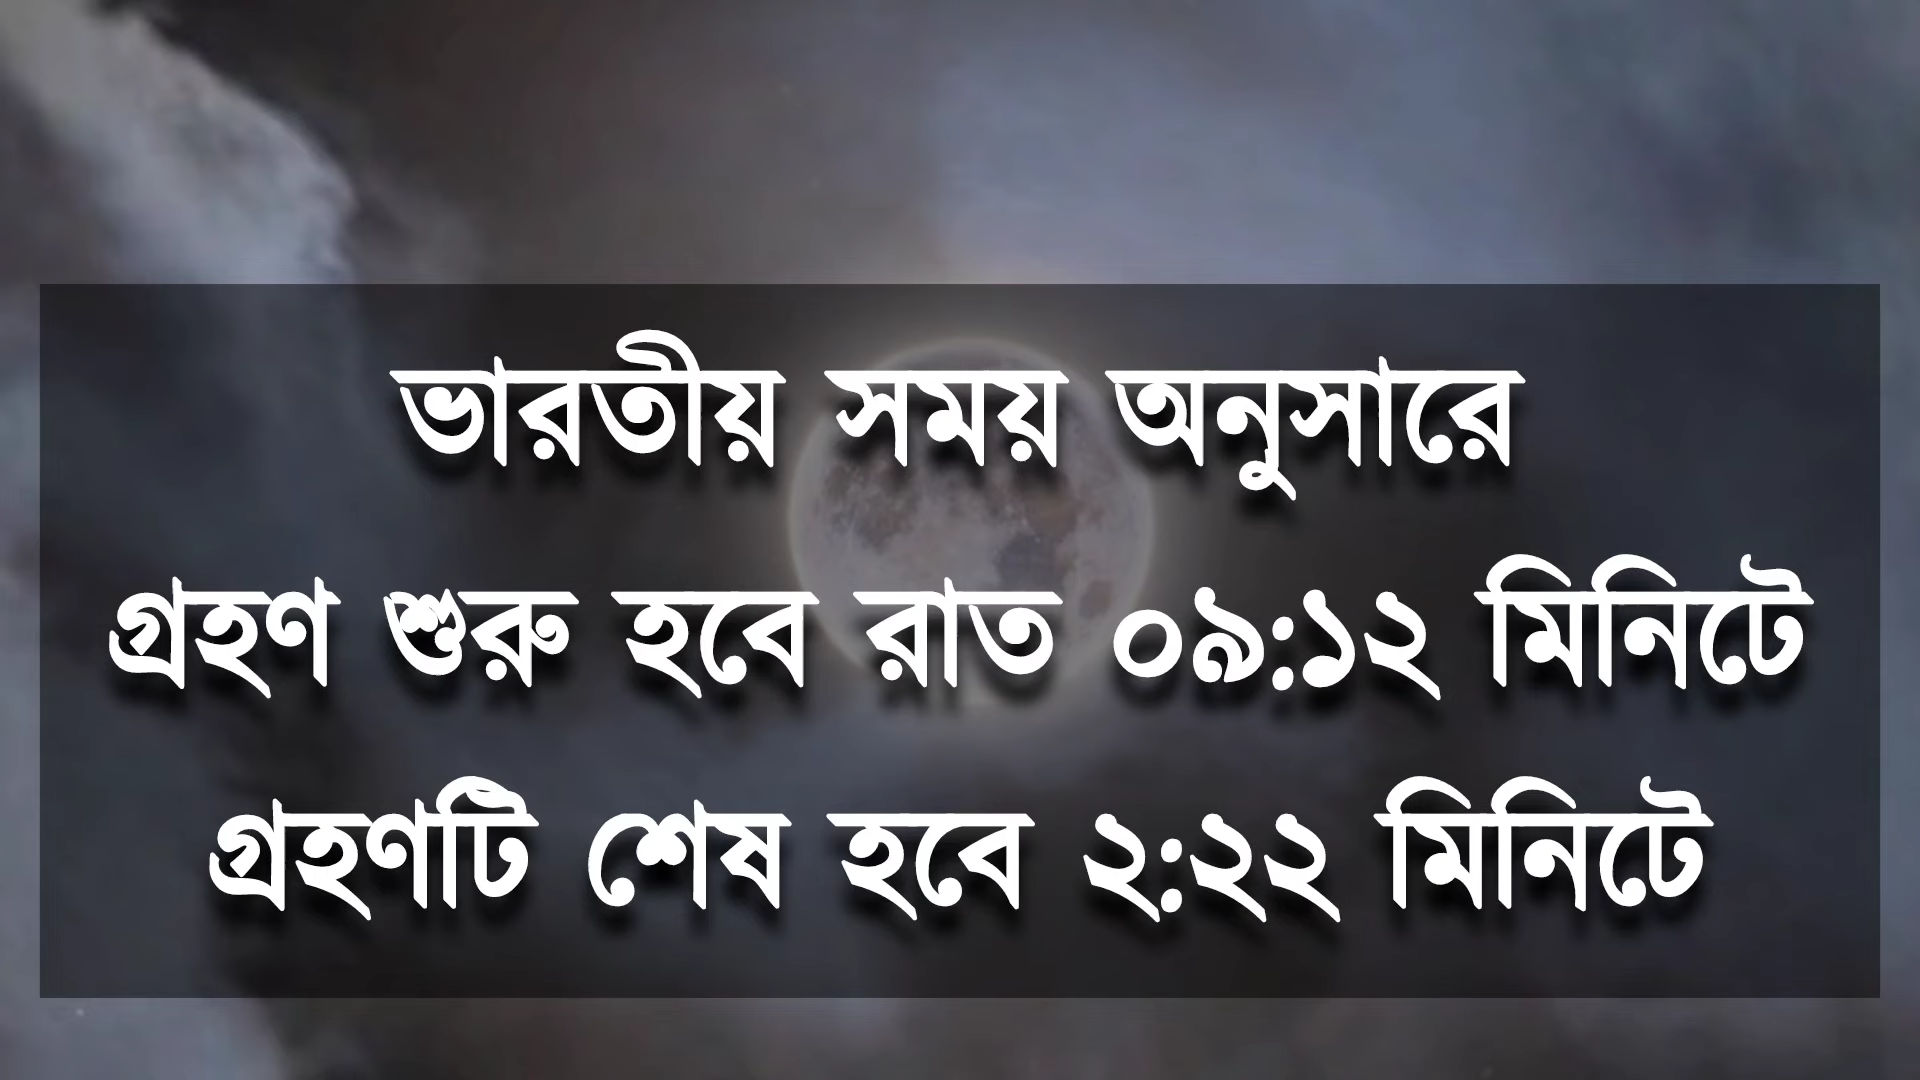 ভারতীয় সময় অনুসারে
গ্রহণ শুরু হবে রাত ০৯:১২ মিনিটে
গ্রহণটি শেষ হবে ২:২২ মিনিটে